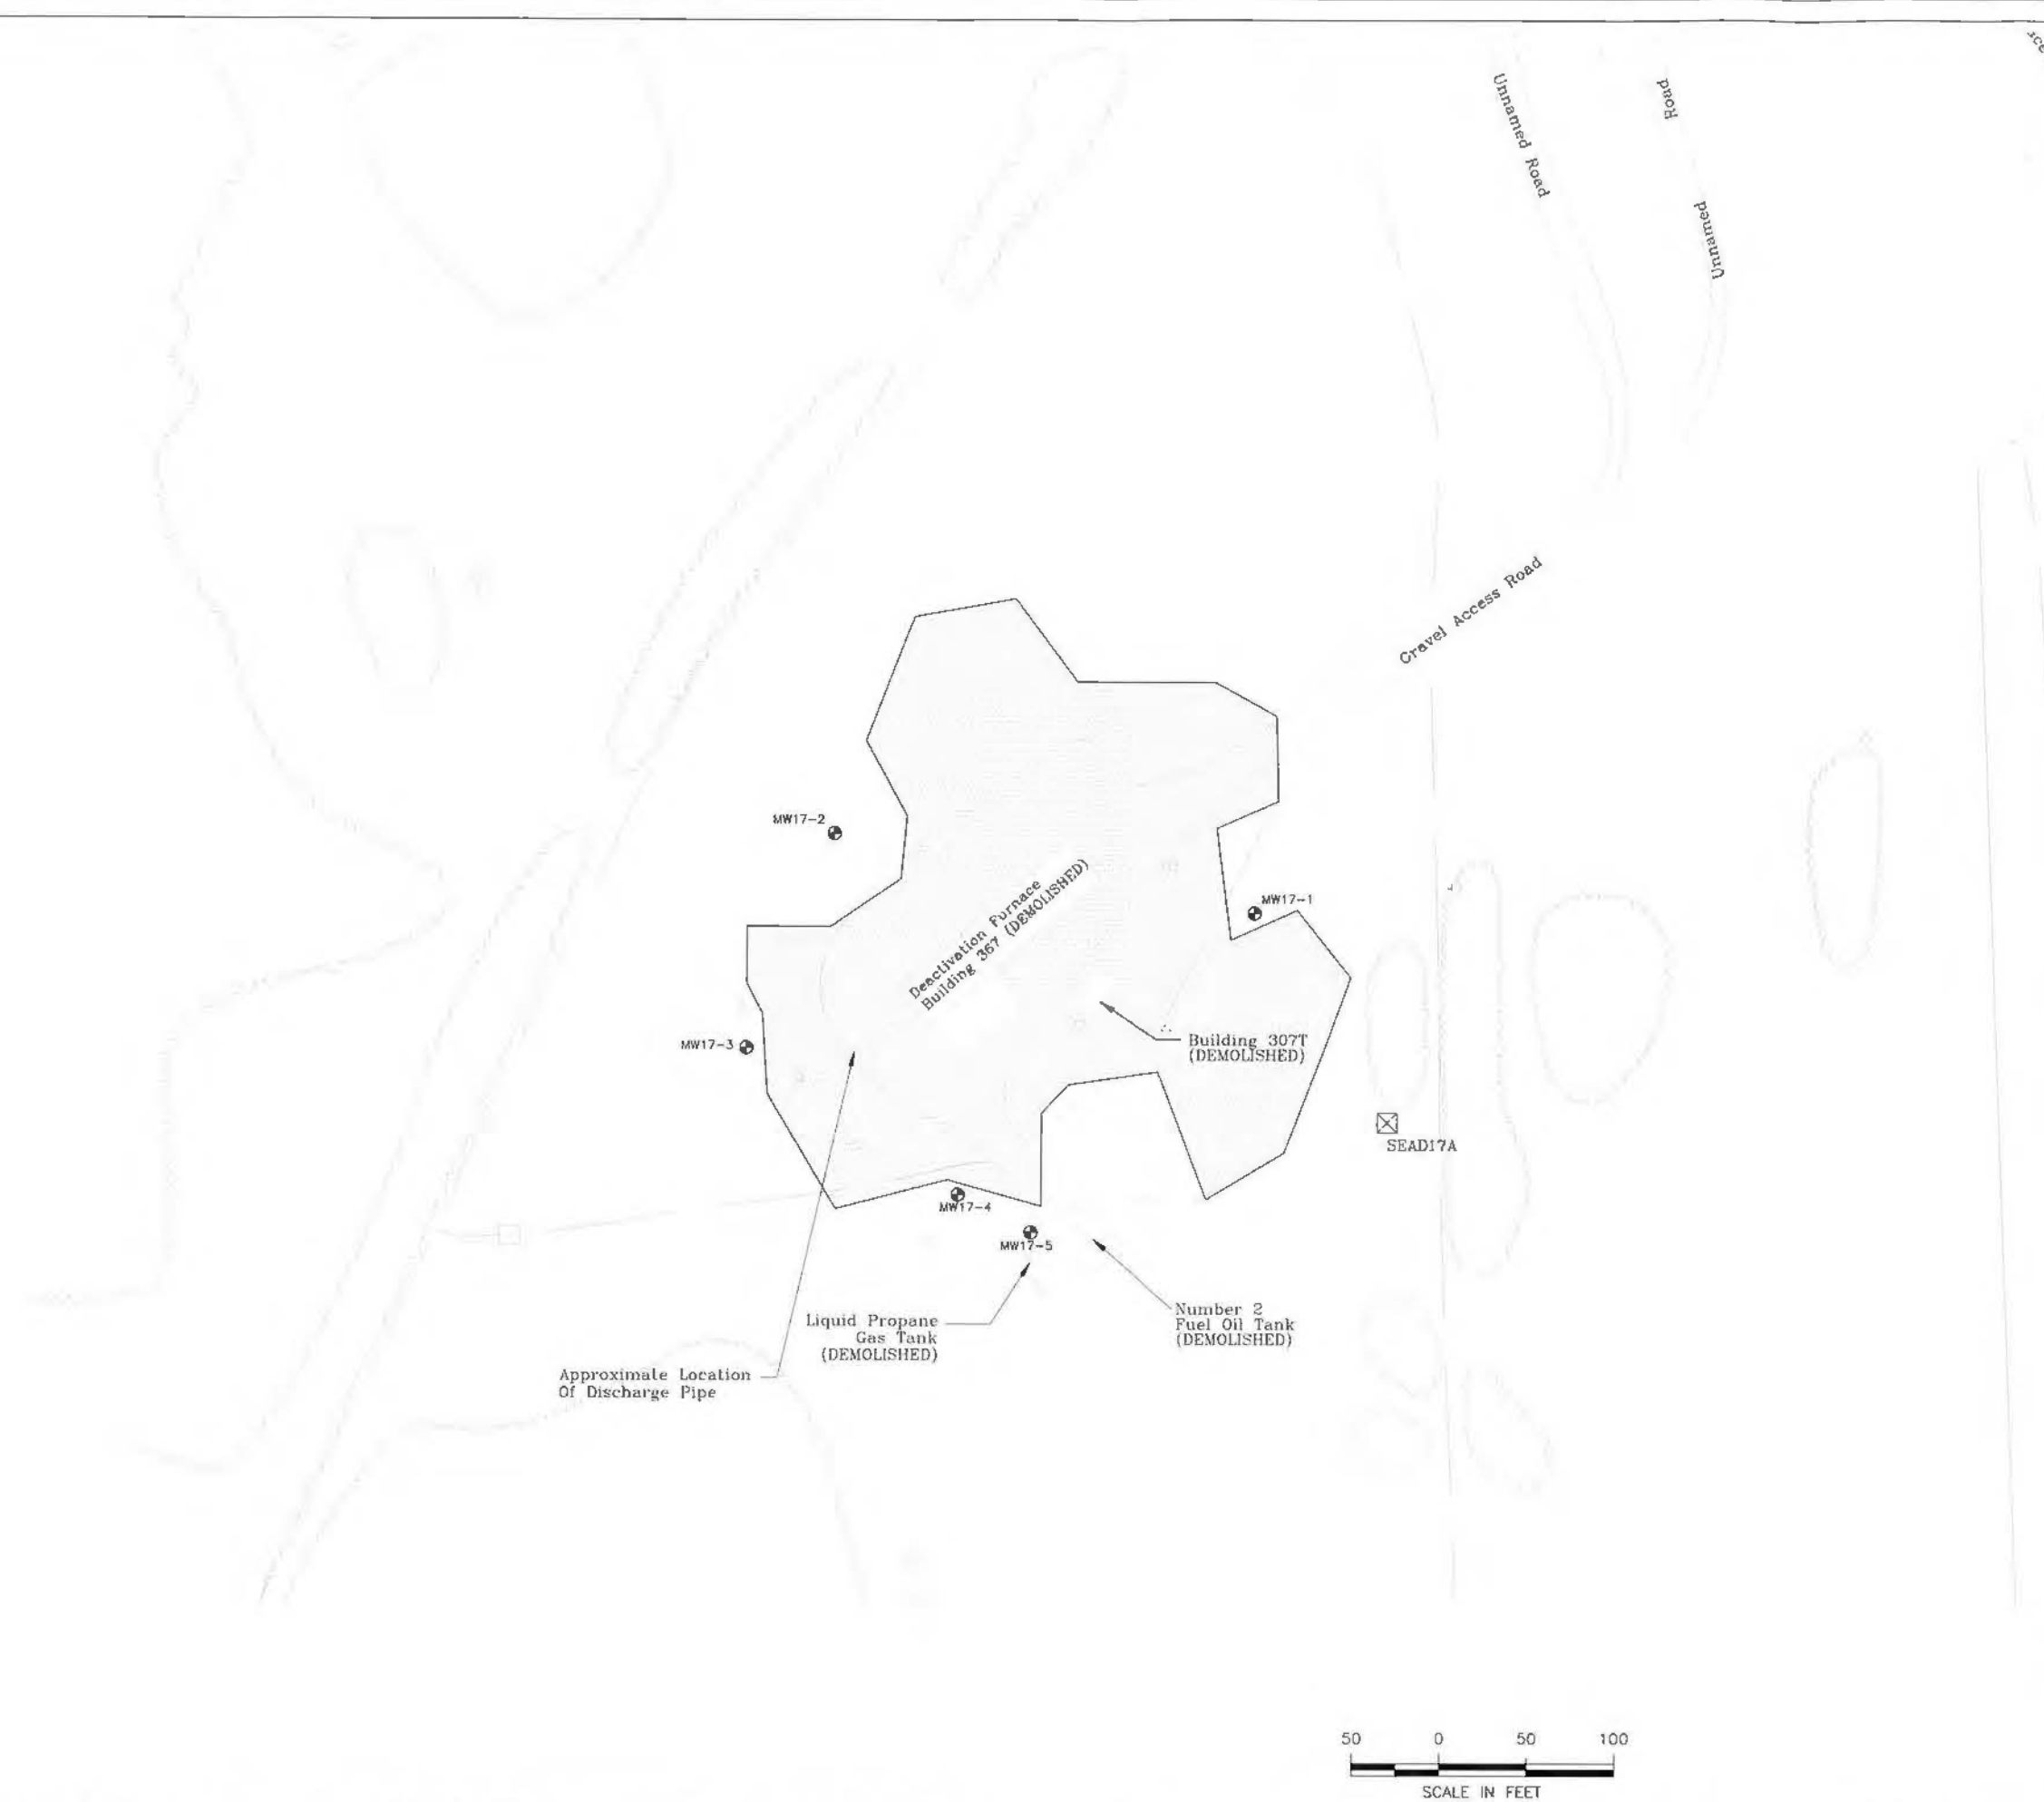 Unnamed Road
Road
Unnamed
Gravel Access Road
MW17-2
Deactivation Furnace
Building 367 (DEMOLISHED)
MW17-1
MW17-3
Building 307T
(DEMOLISHED)
SEAD17A
MW17-4
MW17-5
Number 2
Fuel Oil Tank
(DEMOLISHED)
Liquid Propane
Gas Tank
(DEMOLISHED)
Approximate Location
Of Discharge Pipe
50 0 50 100
SCALE IN FEET